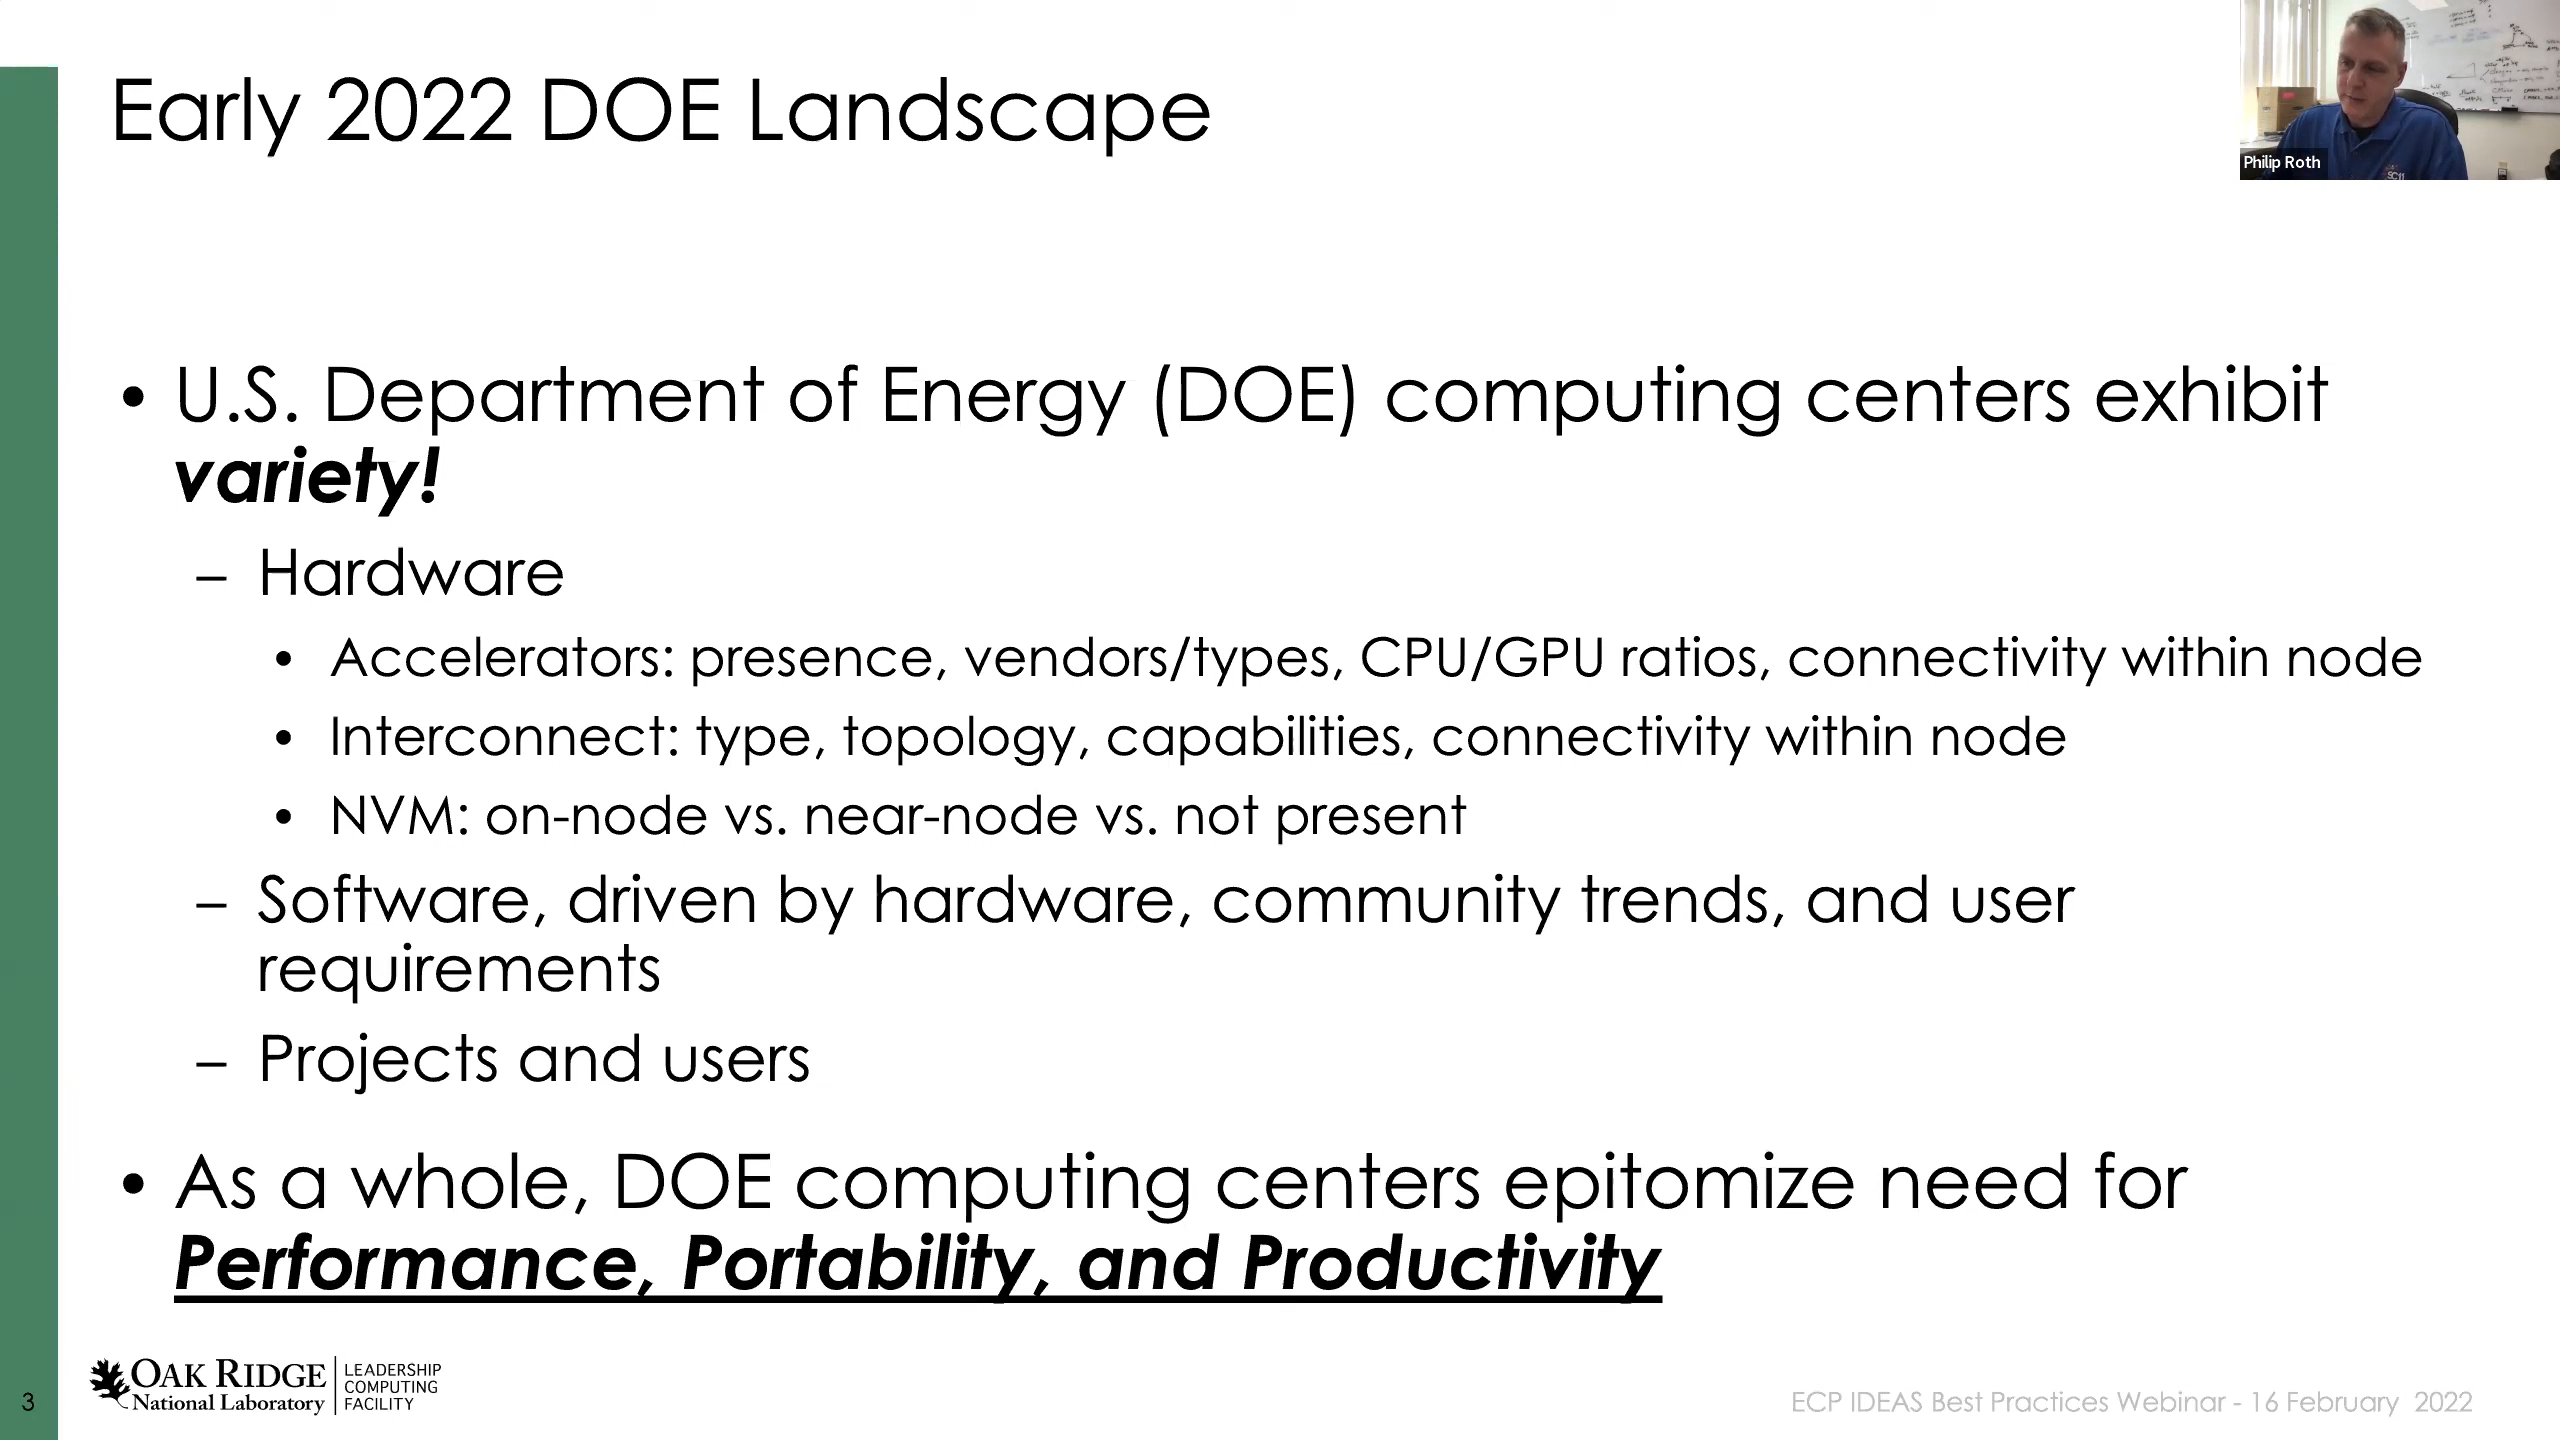 Early 2022 DOE Landscape
Philip Roth
SC11
• U.S. Department of Energy (DOE) computing centers exhibit
variety!
– Hardware
• Accelerators: presence, vendors/types, CPU/GPU ratios, connectivity within node
• Interconnect: type, topology, capabilities, connectivity within node
• NVM: on-node vs. near-node vs. not present
– Software, driven by hardware, community trends, and user
requirements
– Projects and users
• As a whole, DOE computing centers epitomize need for
Performance, Portability, and Productivity
3
OAK RIDGE
National Laboratory
LEADERSHIP
COMPUTING
FACILITY
ECP IDEAS Best Practices Webinar - 16 February 2022